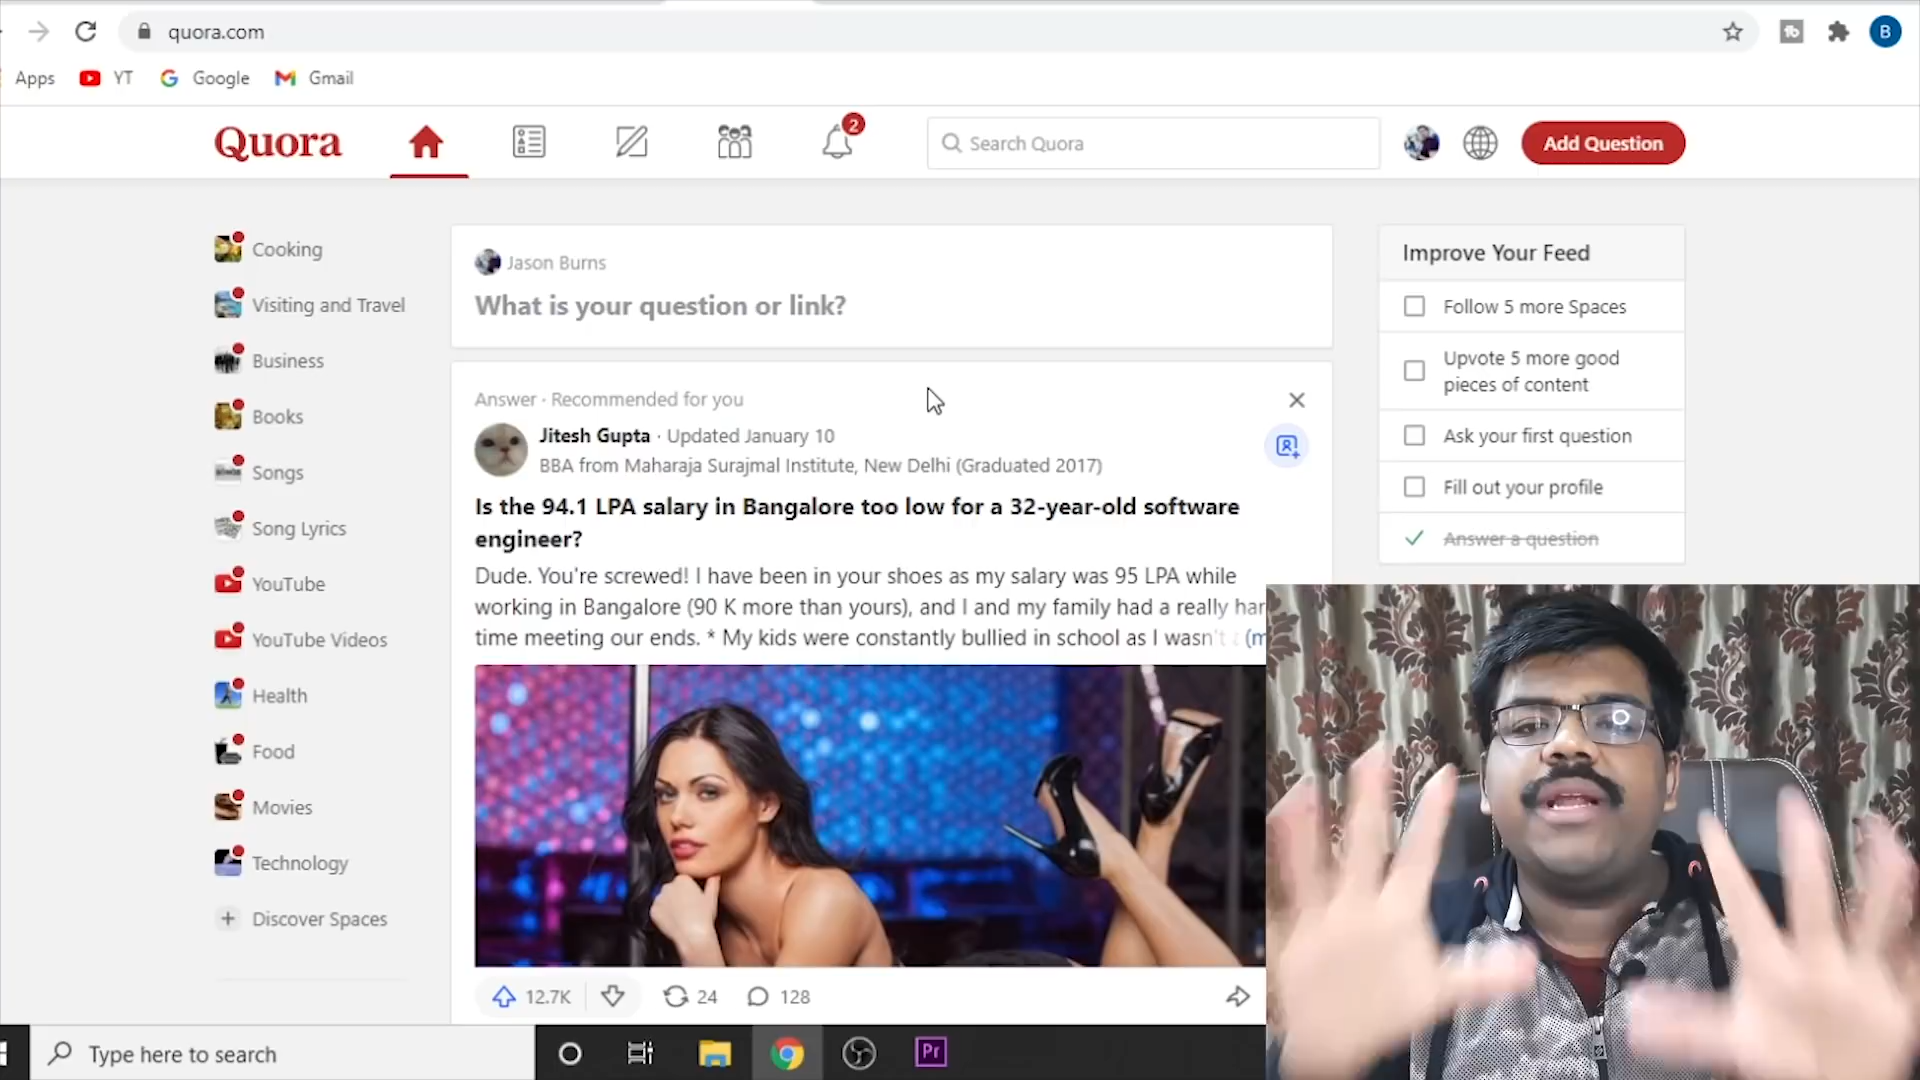 quora.com
Apps YT Google Gmail
Quora
2
Search Quora
Add Question
B
Cooking
Visiting and Travel
Business
Books
Songs
Song Lyrics
YouTube
YouTube Videos
Health
Food
Movies
Technology
+ Discover Spaces
Jason Burns
What is your question or link?
Answer · Recommended for you
Jitesh Gupta · Updated January 10
BBA from Maharaja Surajmal Institute, New Delhi (Graduated 2017)
Is the 94.1 LPA salary in Bangalore too low for a 32-year-old software
engineer?
Dude. You're screwed! I have been in your shoes as my salary was 95 LPA while
working in Bangalore (90 K more than yours), and I and my family had a really har
time meeting our ends. * My kids were constantly bullied in school as I wasn't a (m
12.7K 24 128
Improve Your Feed
Follow 5 more Spaces
Upvote 5 more good
pieces of content
Ask your first question
Fill out your profile
Answer a question
Type here to search
Pr